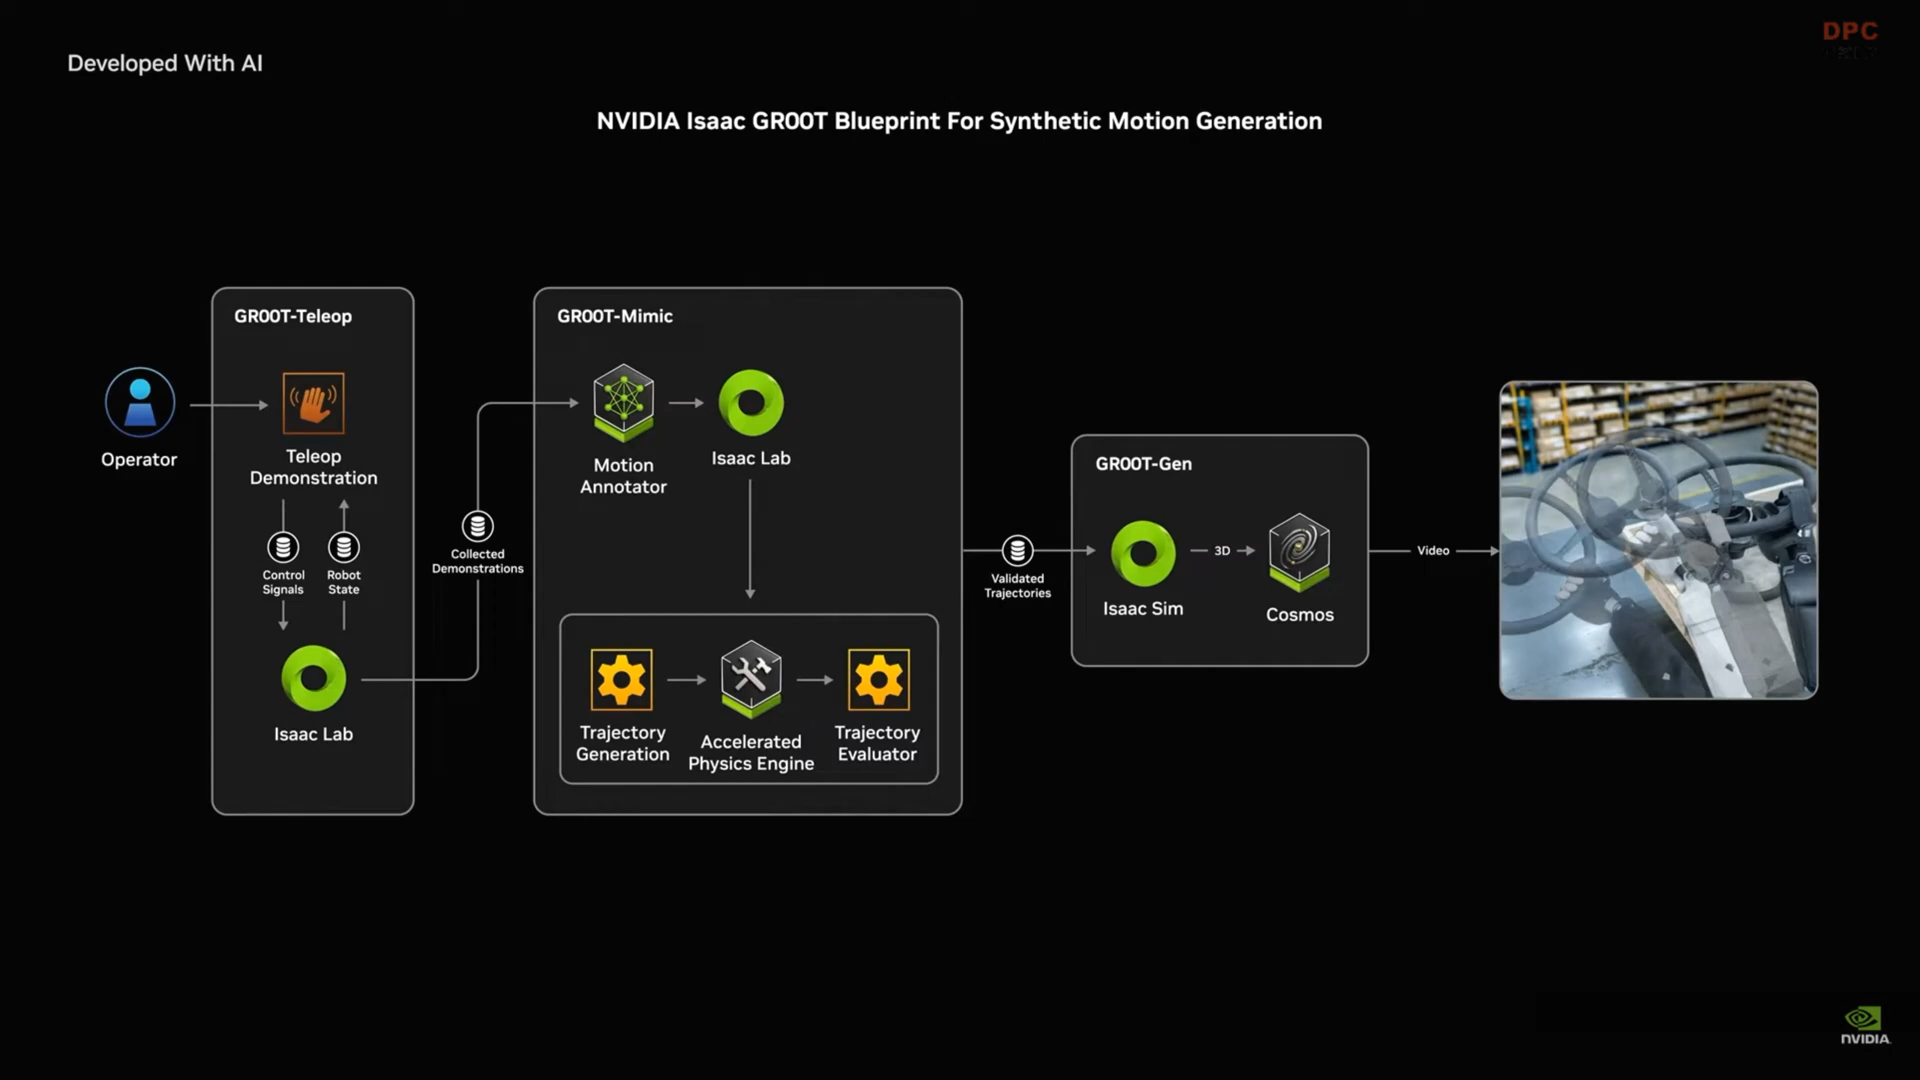 DPC
Developed With AI
NVIDIA Isaac GR00T Blueprint For Synthetic Motion Generation
GR00T-Teleop
Operator
Teleop
Demonstration
Control
Signals
Robot
State
Isaac Lab
Collected
Demonstrations
GR00T-Mimic
Motion
Annotator
Isaac Lab
Trajectory
Generation
Accelerated
Physics Engine
Trajectory
Evaluator
Validated
Trajectories
GR00T-Gen
Isaac Sim
3D
Cosmos
Video
NVIDIA.